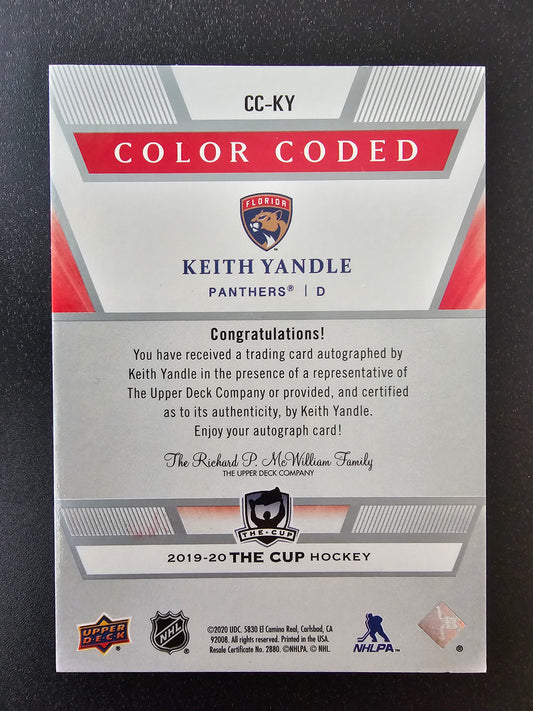 CC-KY
COLOR CODED
FLORIDA
KEITH YANDLE
PANTHERS® | D
Congratulations!
You have received a trading card autographed by
Keith Yandle in the presence of a representative of
The Upper Deck Company or provided, and certified
as to its authenticity, by Keith Yandle.
Enjoy your autograph card!
The Richard P. McWilliam Family
THE UPPER DECK COMPANY
THE CUP
2019-20 THE CUP HOCKEY
UPPER DECK ®
NHL ®
©2020 UDC. 5830 El Camino Real, Carlsbad, CA
92008. All rights reserved. Printed in the USA.
Resale Certificate No. 2880. ©NHLPA. © NHL.
NHLPA™
®